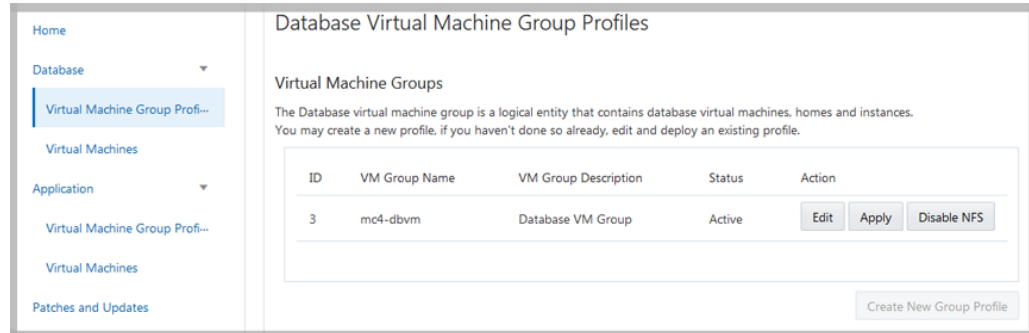 Home
Database
Virtual Machine Group Profi...
Virtual Machines
Application
Virtual Machine Group Profi...
Virtual Machines
Patches and Updates
Database Virtual Machine Group Profiles
Virtual Machine Groups
The Database virtual machine group is a logical entity that contains database virtual machines, homes and instances.
You may create a new profile, if you haven't done so already, edit and deploy an existing profile.
ID VM Group Name VM Group Description Status Action
3 mc4-dbvm Database VM Group Active Edit Apply Disable NFS
Create New Group Profile